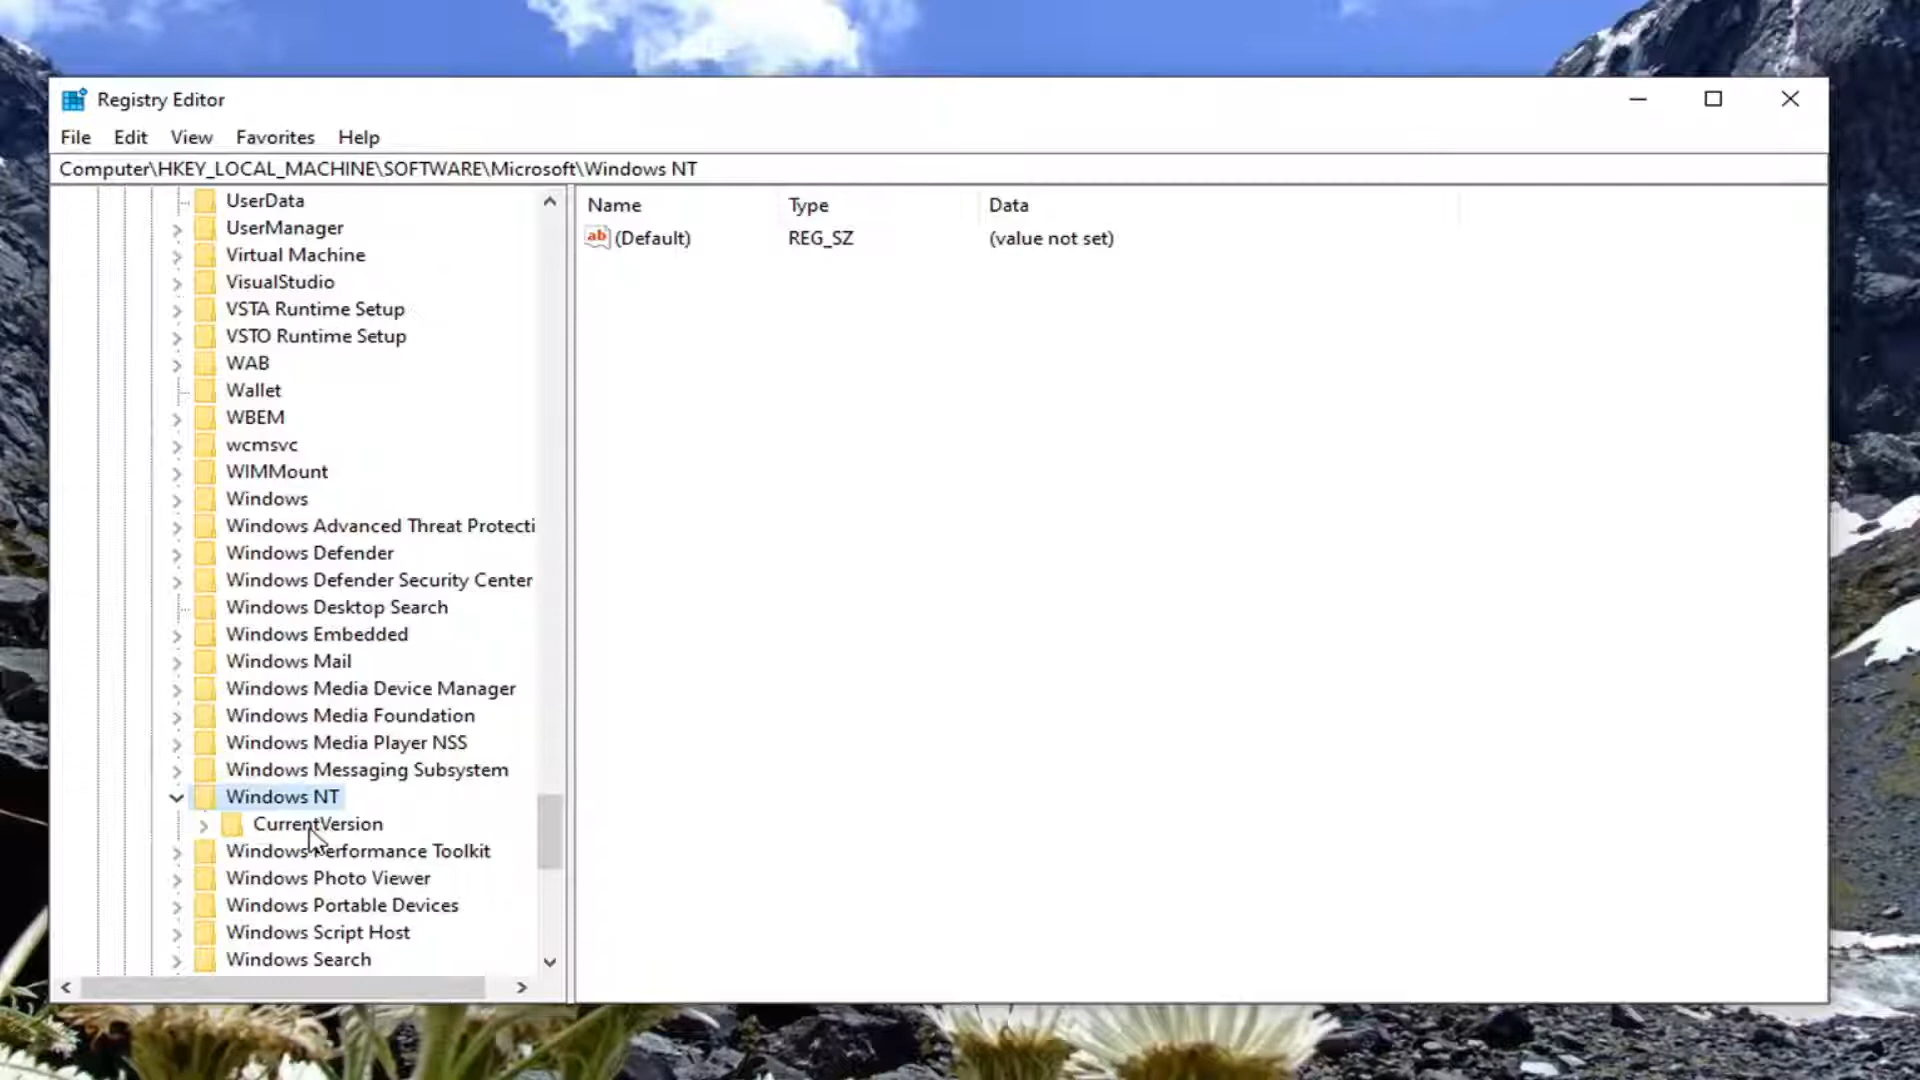 Registry Editor
File Edit View Favorites Help
Computer\HKEY_LOCAL_MACHINE\SOFTWARE\Microsoft\Windows NT
UserData
UserManager
Virtual Machine
VisualStudio
VSTA Runtime Setup
VSTO Runtime Setup
WAB
Wallet
WBEM
wcmsvc
WIMMount
Windows
Windows Advanced Threat Protecti
Windows Defender
Windows Defender Security Center
Windows Desktop Search
Windows Embedded
Windows Mail
Windows Media Device Manager
Windows Media Foundation
Windows Media Player NSS
Windows Messaging Subsystem
Windows NT
CurrentVersion
Windows Performance Toolkit
Windows Photo Viewer
Windows Portable Devices
Windows Script Host
Windows Search
Name Type Data
ab (Default) REG_SZ (value not set)